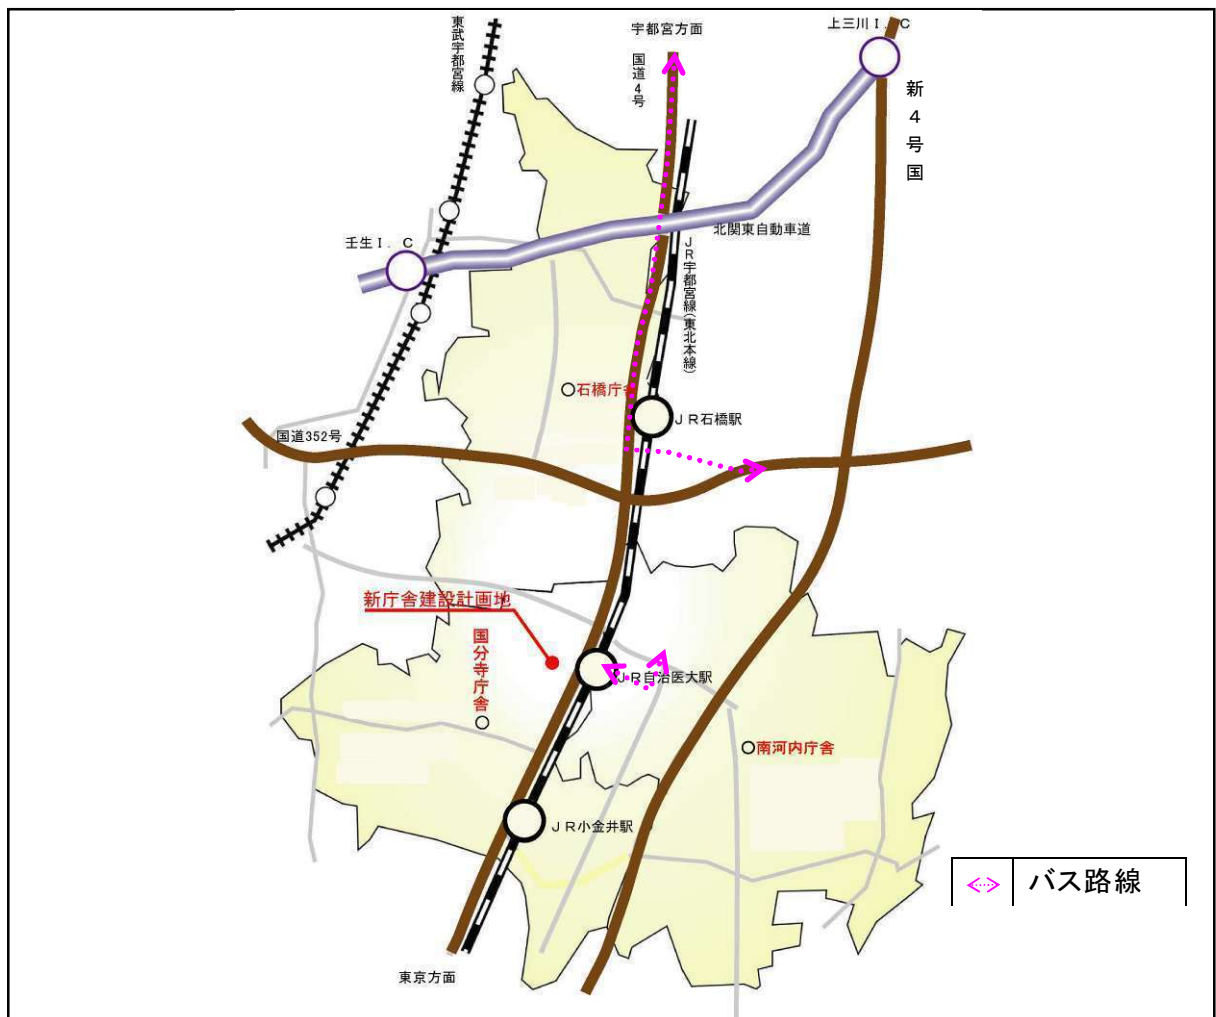 東武宇都宮線
宇都宮方面
国道4号
上三川Ｉ．Ｃ
新４号国
北関東自動車道
壬生Ｉ．Ｃ
ＪＲ宇都宮線(東北本線)
石橋庁舎
ＪＲ石橋駅
国道352号
新庁舎建設計画地
国分寺庁舎
ＪＲ自治医大駅
南河内庁舎
ＪＲ小金井駅
バス路線
東京方面